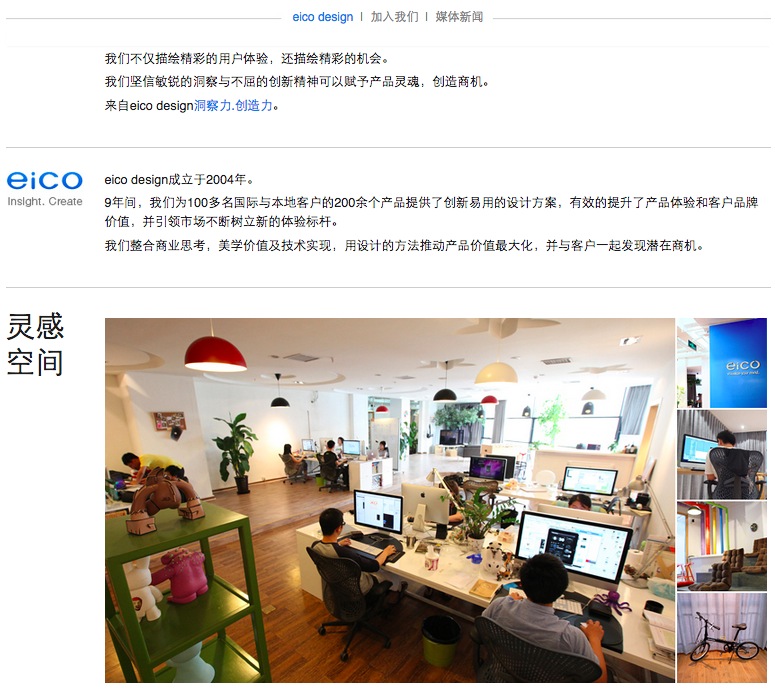 eico design | 加入我们 | 媒体新闻
我们不仅描绘精彩的用户体验，还描绘精彩的机会。
我们坚信敏锐的洞察与不屈的创新精神可以赋予产品灵魂，创造商机。
来自eico design洞察力.创造力。
eico
Insight. Create
eico design成立于2004年。
9年间，我们为100多名国际与本地客户的200余个产品提供了创新易用的设计方案，有效的提升了产品体验和客户品牌
价值，并引领市场不断树立新的体验标杆。
我们整合商业思考，美学价值及技术实现，用设计的方法推动产品价值最大化，并与客户一起发现潜在商机。
灵感
空间
eico